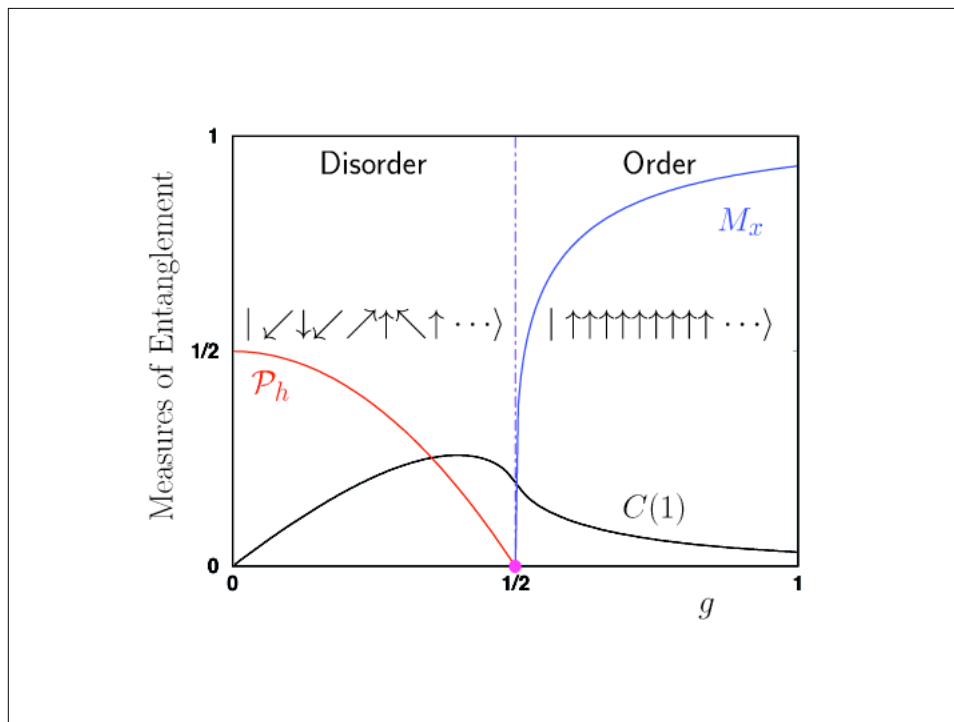 1
Disorder
Order
M_x
Measures of Entanglement
| ↙↓↙ ↗↑↖ ↑ ⋯⟩
| ↑↑↑↑↑↑↑↑ ⋯⟩
1/2
𝒫_h
C(1)
0
0
1/2
1
g